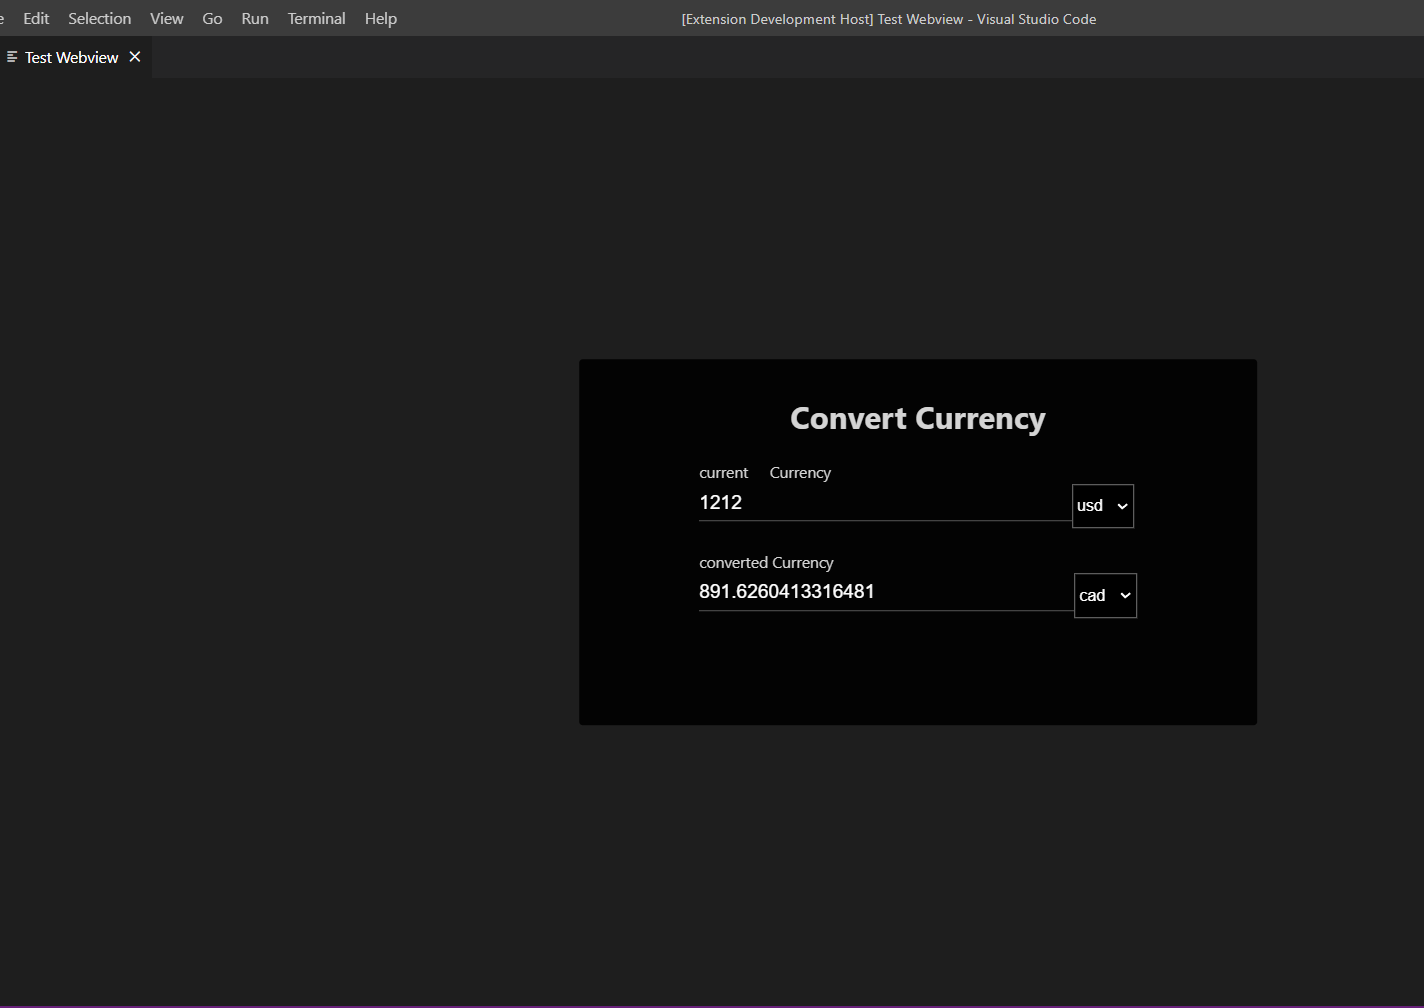 e Edit Selection View Go Run Terminal Help [Extension Development Host] Test Webview - Visual Studio Code
Test Webview
Convert Currency
current Currency
1212 usd
converted Currency
891.6260413316481 cad